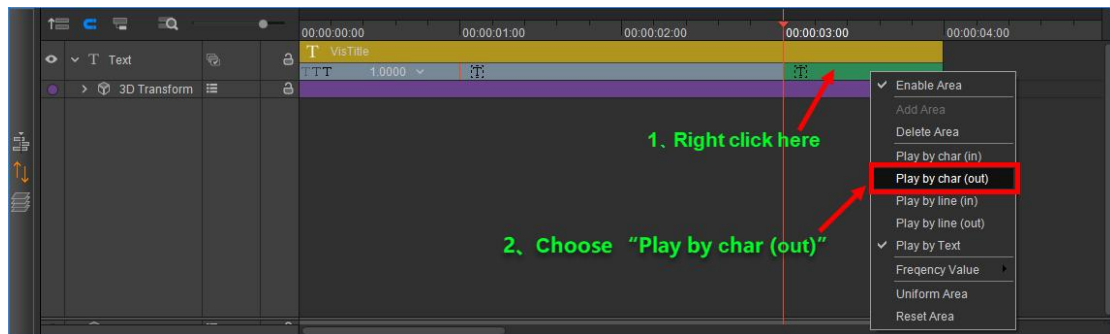 00:00:00:00 00:00:01:00 00:00:02:00 00:00:03:00 00:00:04:00
T Text
T VisTitle
TTT 1.0000
3D Transform
Enable Area
Add Area
Delete Area
Play by char (in)
Play by char (out)
Play by line (in)
Play by line (out)
Play by Text
Freqency Value
Uniform Area
Reset Area
1、Right click here
2、Choose “Play by char (out)”